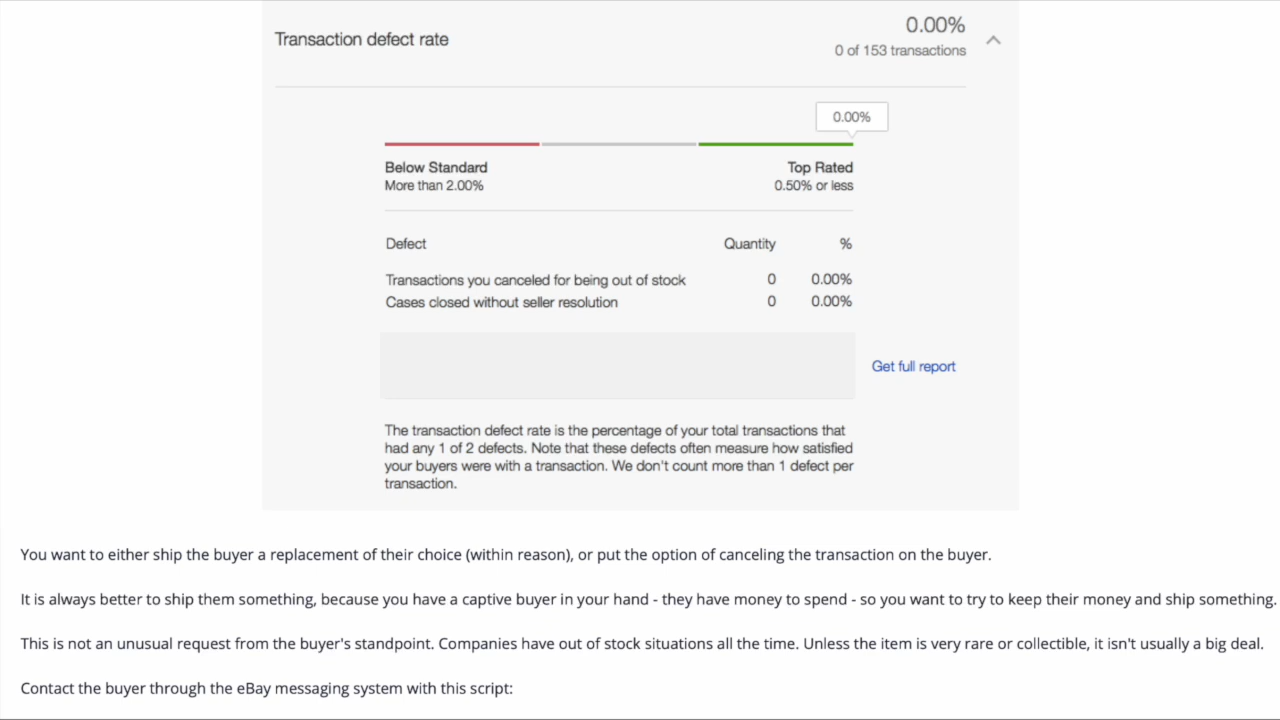 Transaction defect rate
0.00%
0 of 153 transactions
0.00%
Below Standard
More than 2.00%
Top Rated
0.50% or less
Defect Quantity %
Transactions you canceled for being out of stock 0 0.00%
Cases closed without seller resolution 0 0.00%
Get full report
The transaction defect rate is the percentage of your total transactions that
had any 1 of 2 defects. Note that these defects often measure how satisfied
your buyers were with a transaction. We don't count more than 1 defect per
transaction.
You want to either ship the buyer a replacement of their choice (within reason), or put the option of canceling the transaction on the buyer.
It is always better to ship them something, because you have a captive buyer in your hand - they have money to spend - so you want to try to keep their money and ship something.
This is not an unusual request from the buyer's standpoint. Companies have out of stock situations all the time. Unless the item is very rare or collectible, it isn't usually a big deal.
Contact the buyer through the eBay messaging system with this script: